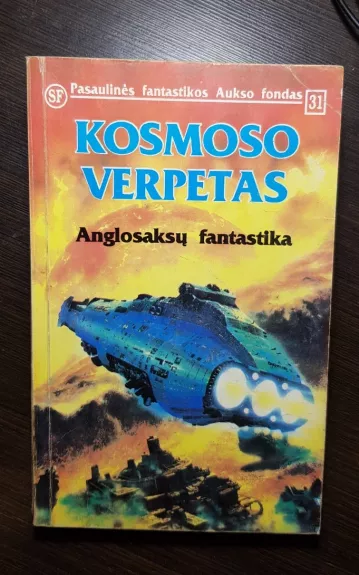 SF Pasaulinės fantastikos Aukso fondas 31
KOSMOSO
VERPETAS
Anglosaksų fantastika